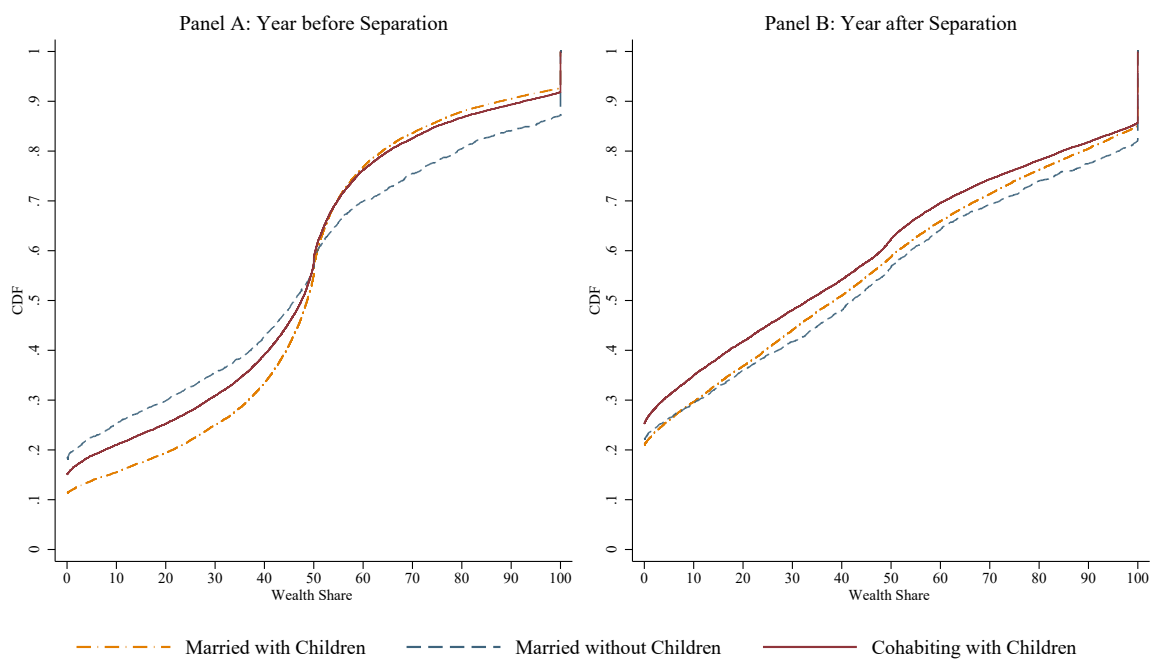 Panel A: Year before Separation
CDF
1
.9
.8
.7
.6
.5
.4
.3
.2
.1
0
0 10 20 30 40 50 60 70 80 90 100
Wealth Share
Panel B: Year after Separation
CDF
1
.9
.8
.7
.6
.5
.4
.3
.2
.1
0
0 10 20 30 40 50 60 70 80 90 100
Wealth Share
Married with Children Married without Children Cohabiting with Children